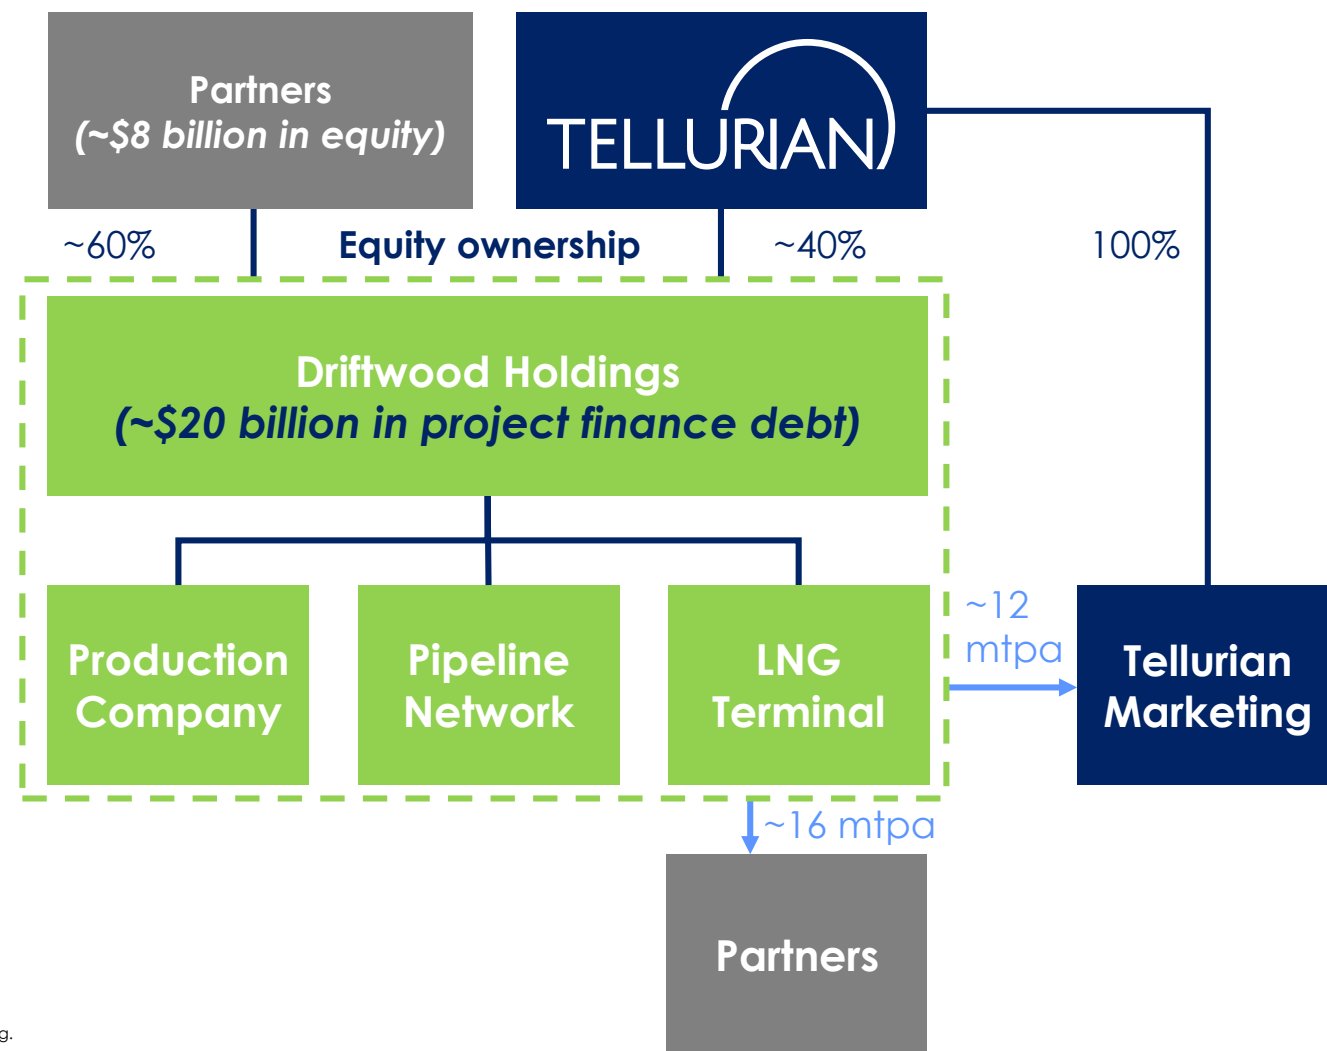 Partners
(~$8 billion in equity)
TELLURIAN
~60%
Equity ownership
~40%
100%
Driftwood Holdings
(~$20 billion in project finance debt)
Production
Company
Pipeline
Network
LNG
Terminal
~12
mtpa
Tellurian
Marketing
~16 mtpa
Partners
g.